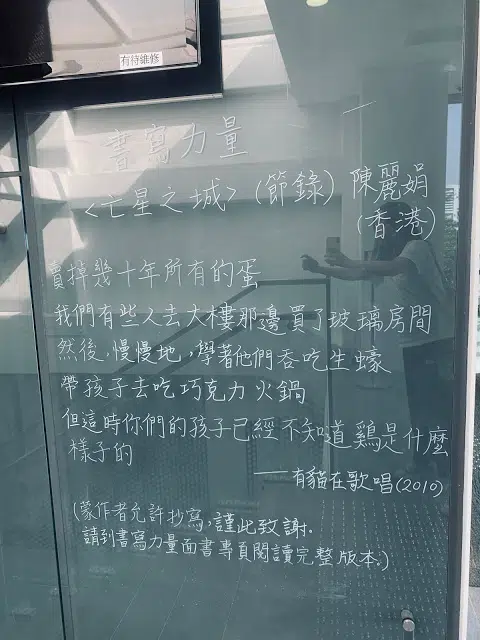 有待維修
書寫力量
<亡星之城> (節錄) 陳麗娟
(香港)
賣掉幾十年所有的蛋
我們有些人去大樓那邊買了玻璃房間
然後,慢慢地,學著他們吞吃生蠔
帶孩子去吃巧克力火鍋
但這時你們的孩子已經不知道鷄是什麼
樣子的
——有貓在歌唱(2010)
(蒙作者允許抄寫,謹此致謝.
請到書寫力量面書專頁閱讀完整版本.)